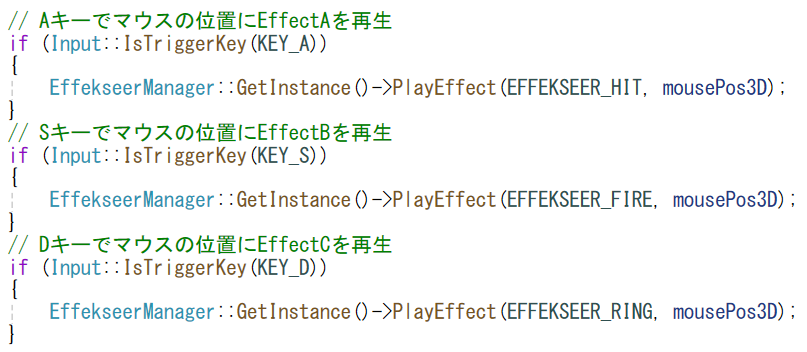 // Aキーでマウスの位置にEffectAを再生
if (Input::IsTriggerKey(KEY_A))
{
    EffekseerManager::GetInstance()->PlayEffect(EFFEKSEER_HIT, mousePos3D);
}
// Sキーでマウスの位置にEffectBを再生
if (Input::IsTriggerKey(KEY_S))
{
    EffekseerManager::GetInstance()->PlayEffect(EFFEKSEER_FIRE, mousePos3D);
}
// Dキーでマウスの位置にEffectCを再生
if (Input::IsTriggerKey(KEY_D))
{
    EffekseerManager::GetInstance()->PlayEffect(EFFEKSEER_RING, mousePos3D);
}